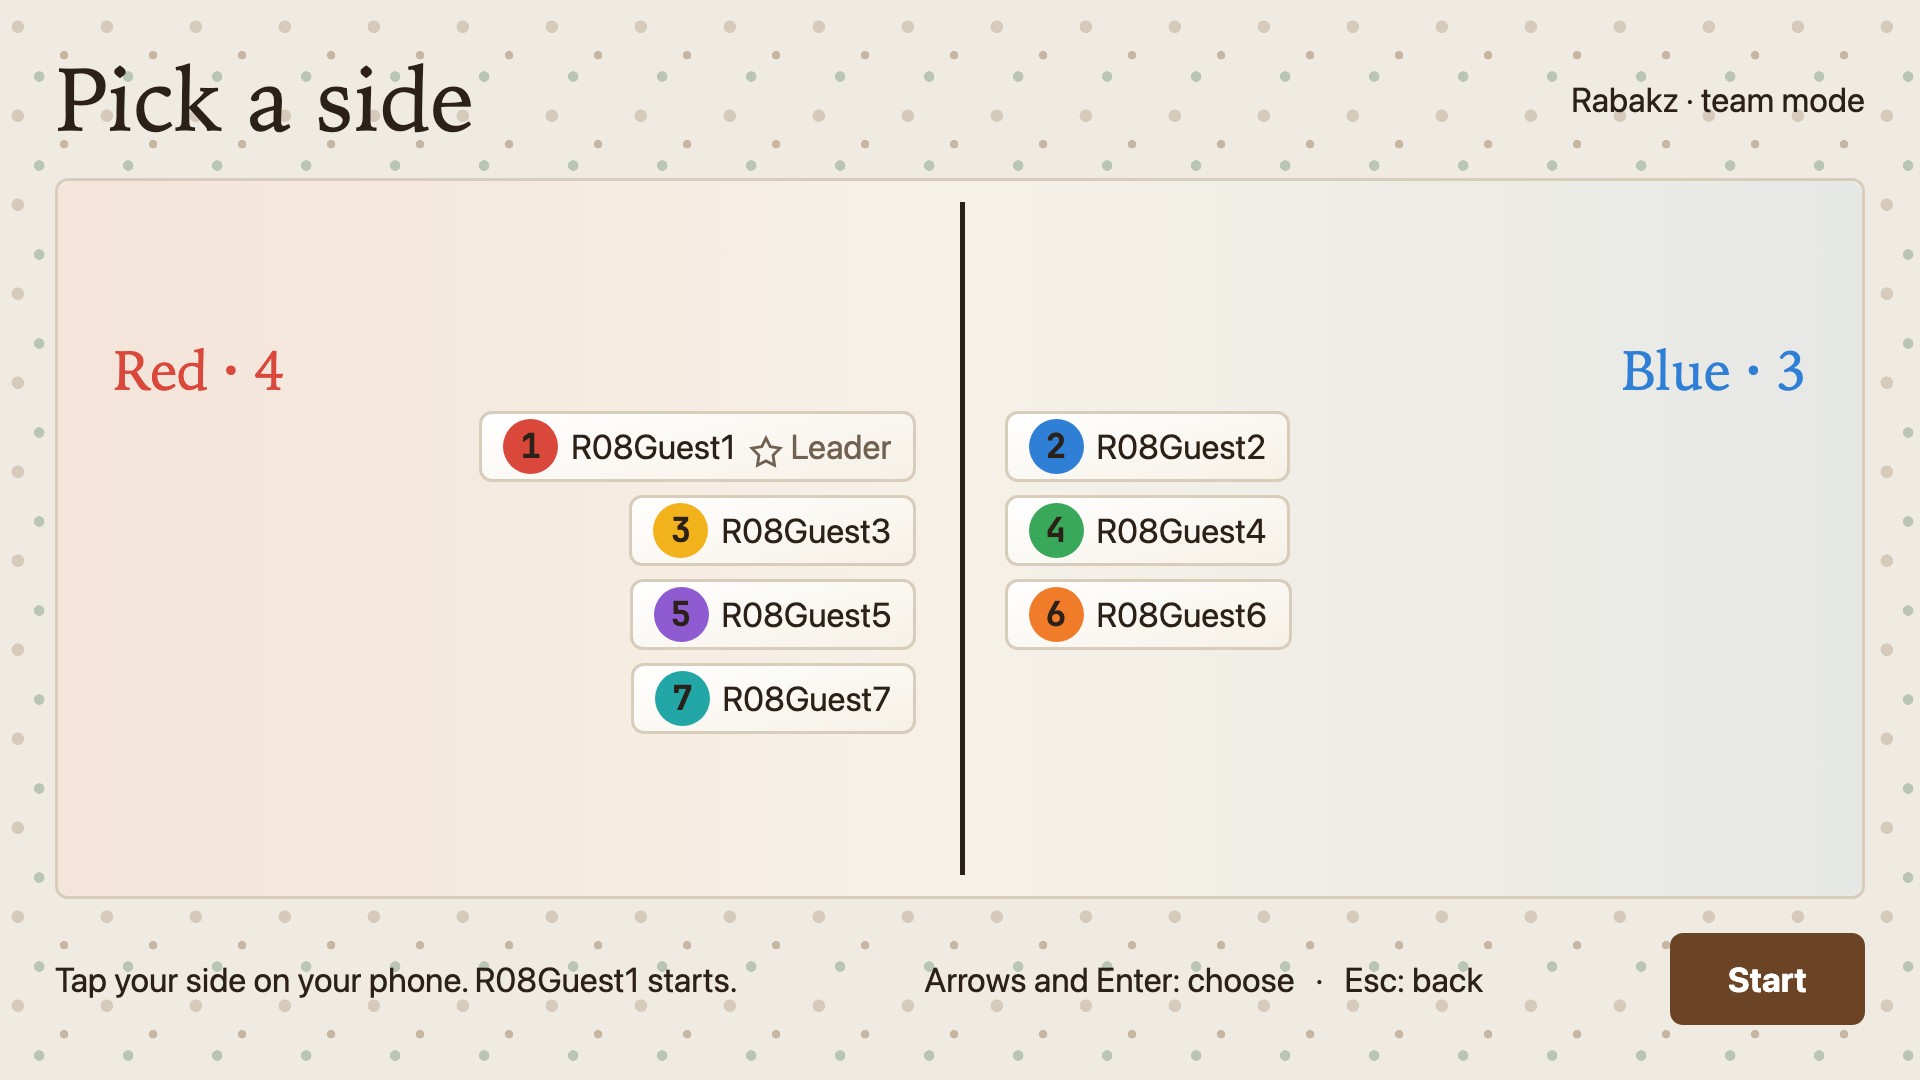 Pick a side
Rabakz · team mode
Red · 4
Blue · 3
1 R08Guest1 ☆ Leader
3 R08Guest3
5 R08Guest5
7 R08Guest7
2 R08Guest2
4 R08Guest4
6 R08Guest6
Tap your side on your phone. R08Guest1 starts.
Arrows and Enter: choose · Esc: back
Start